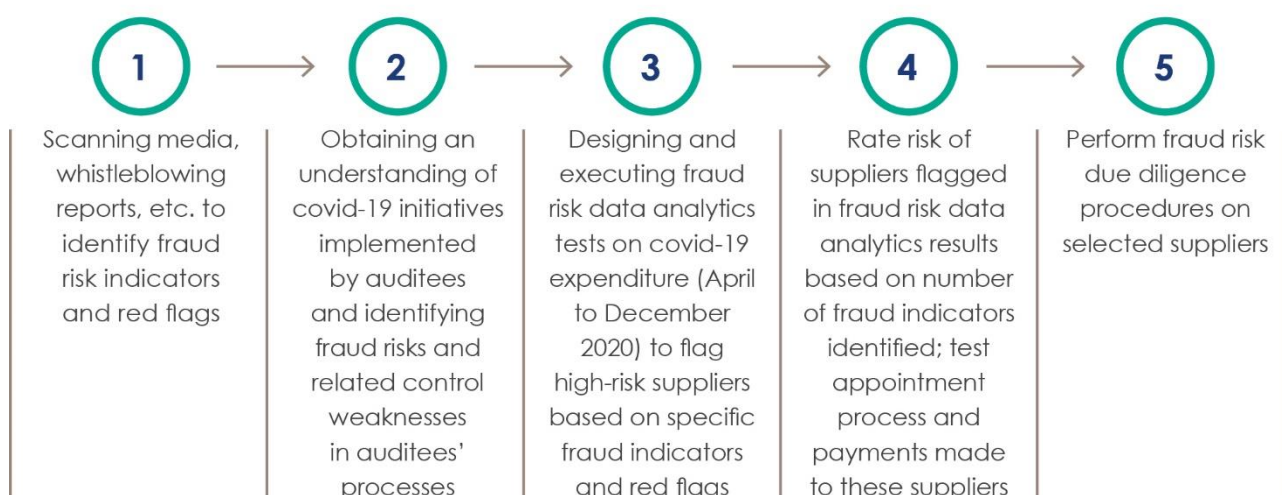 1
Scanning media,
whistleblowing
reports, etc. to
identify fraud
risk indicators
and red flags
2
Obtaining an
understanding of
covid-19 initiatives
implemented
by auditees
and identifying
fraud risks and
related control
weaknesses
in auditees’
processes
3
Designing and
executing fraud
risk data analytics
tests on covid-19
expenditure (April
to December
2020) to flag
high-risk suppliers
based on specific
fraud indicators
and red flags
4
Rate risk of
suppliers flagged
in fraud risk data
analytics results
based on number
of fraud indicators
identified; test
appointment
process and
payments made
to these suppliers
5
Perform fraud risk
due diligence
procedures on
selected suppliers